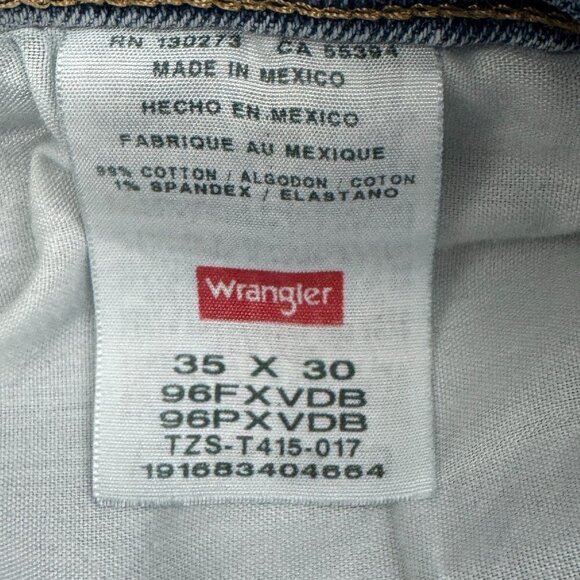 RN 130273 CA 55394
MADE IN MEXICO
HECHO EN MEXICO
FABRIQUE AU MEXIQUE
99% COTTON / ALGODON / COTON
1% SPANDEX / ELASTANO
Wrangler
35 X 30
96FXVDB
96PXVDB
TZS-T415-017
191683404664